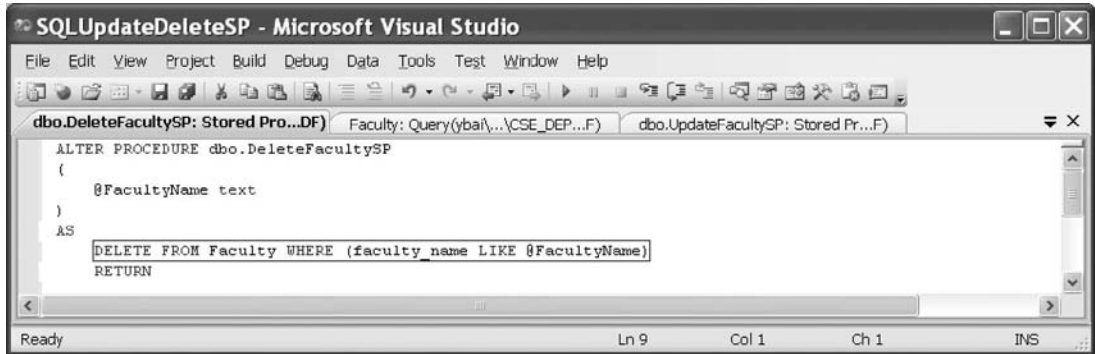 SQLUpdateDeleteSP - Microsoft Visual Studio
File Edit View Project Build Debug Data Tools Test Window Help
dbo.DeleteFacultySP: Stored Pro...DF) Faculty: Query(ybai\...\CSE_DEP...F) dbo.UpdateFacultySP: Stored Pr...F)
ALTER PROCEDURE dbo.DeleteFacultySP
(
@FacultyName text
)
AS
DELETE FROM Faculty WHERE (faculty_name LIKE @FacultyName)
RETURN
Ready Ln 9 Col 1 Ch 1 INS